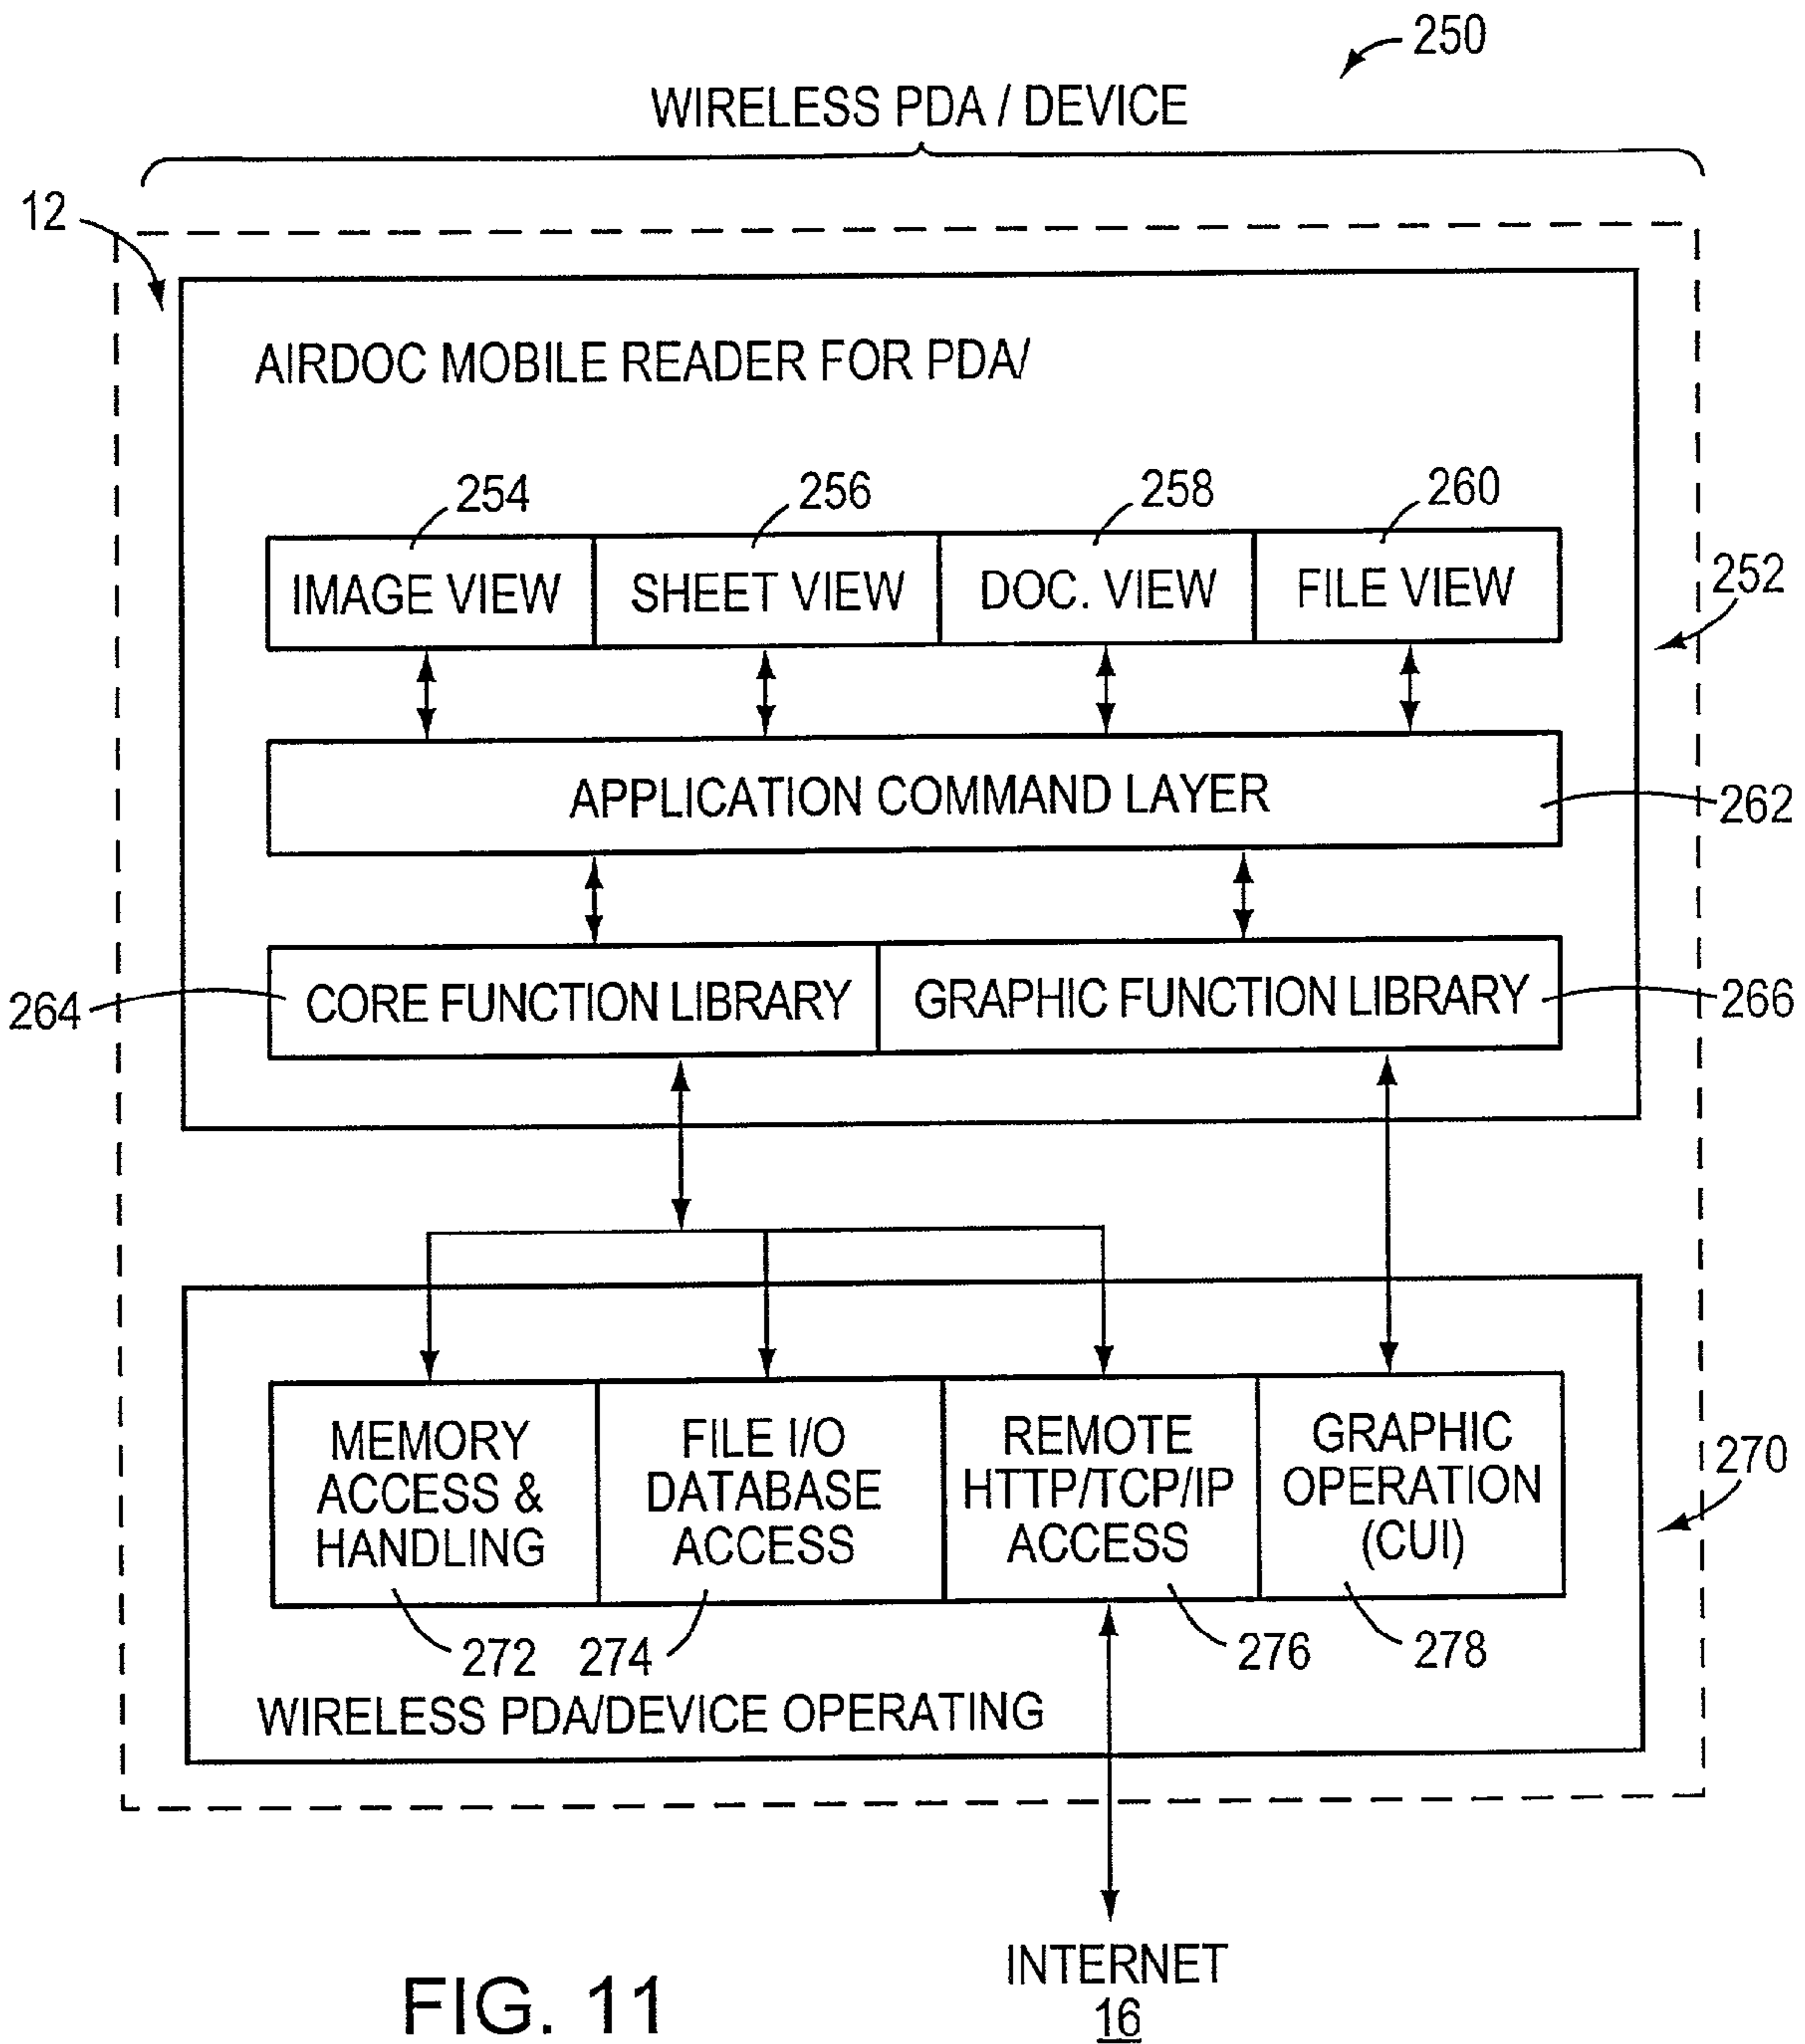 250
WIRELESS PDA / DEVICE
12
AIRDOC MOBILE READER FOR PDA/
254
256
258
260
IMAGE VIEW
SHEET VIEW
DOC. VIEW
FILE VIEW
252
APPLICATION COMMAND LAYER
262
264
CORE FUNCTION LIBRARY
GRAPHIC FUNCTION LIBRARY
266
MEMORY
ACCESS &
HANDLING
FILE I/O
DATABASE
ACCESS
REMOTE
HTTP/TCP/IP
ACCESS
GRAPHIC
OPERATION
(CUI)
270
272
274
276
278
WIRELESS PDA/DEVICE OPERATING
INTERNET
16
FIG. 11